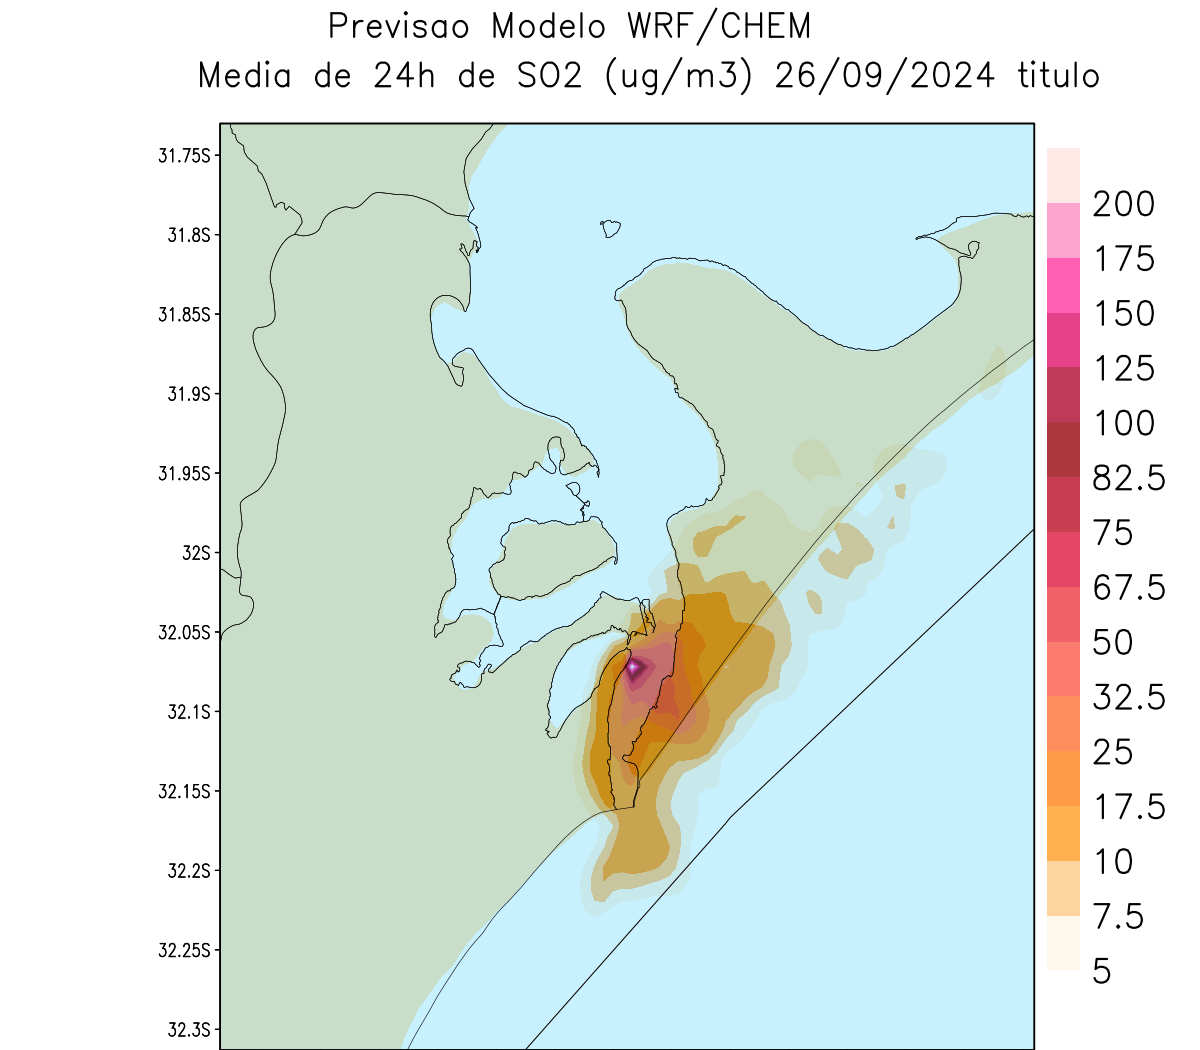 Previsao Modelo WRF/CHEM
Media de 24h de SO2 (ug/m3) 26/09/2024 titulo
31.75S
31.8S
31.85S
31.9S
31.95S
32S
32.05S
32.1S
32.15S
32.2S
32.25S
32.3S
200
175
150
125
100
82.5
75
67.5
50
32.5
25
17.5
10
7.5
5